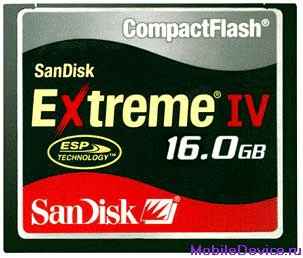 CompactFlash®
SanDisk
Extreme® IV
ESP
TECHNOLOGY™
16.0GB
SanDisk
MobileDevice.ru